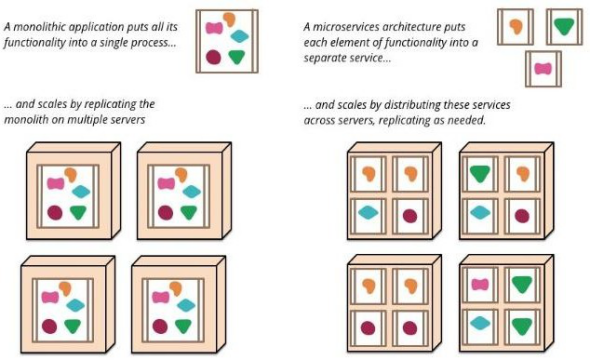 A monolithic application puts all its
functionality into a single process...
... and scales by replicating the
monolith on multiple servers
A microservices architecture puts
each element of functionality into a
separate service...
... and scales by distributing these services
across servers, replicating as needed.